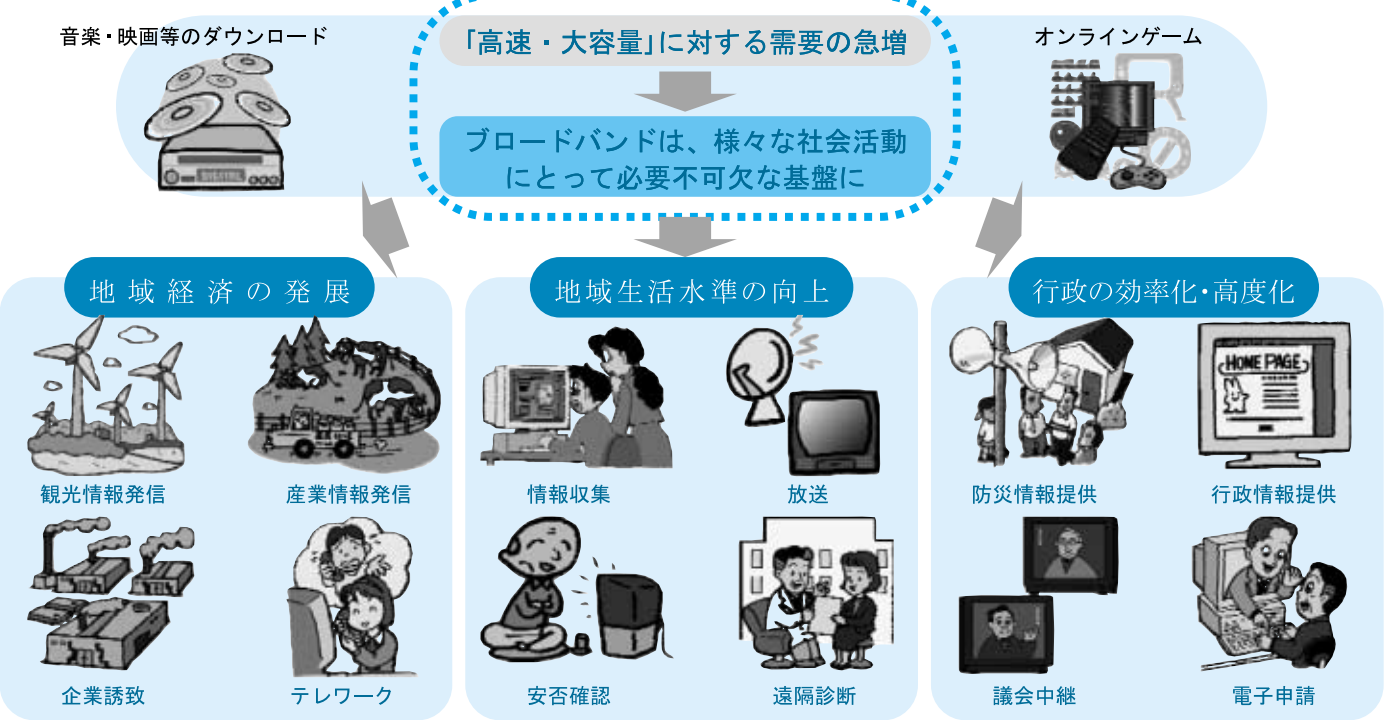 音楽・映画等のダウンロード
「高速・大容量」に対する需要の急増
オンラインゲーム
ブロードバンドは、様々な社会活動
にとって必要不可欠な基盤に
DIGITAL
地域経済の発展
地域生活水準の向上
行政の効率化・高度化
HOME PAGE
観光情報発信
産業情報発信
情報収集
放送
防災情報提供
行政情報提供
企業誘致
テレワーク
安否確認
遠隔診断
議会中継
電子申請